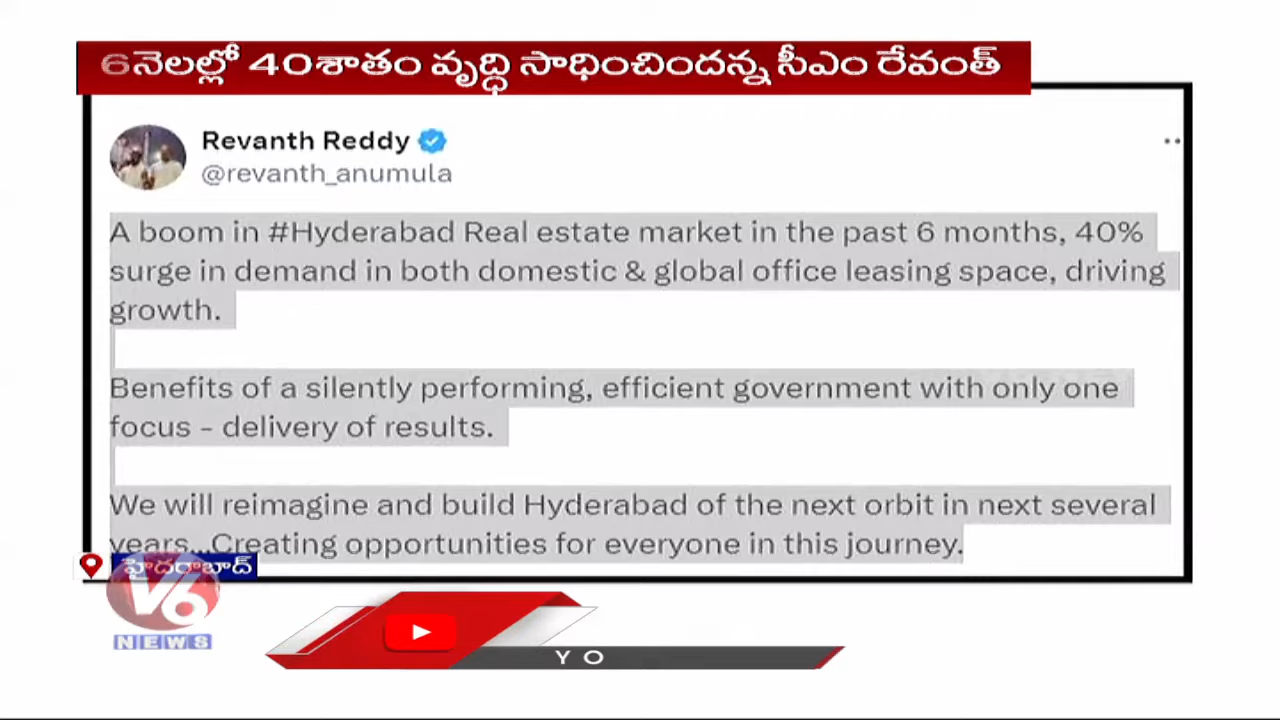 6నెలల్లో 40శాతం వృద్ధి సాధించిందన్న సీఎం రేవంత్
Revanth Reddy
@revanth_anumula
A boom in #Hyderabad Real estate market in the past 6 months, 40%
surge in demand in both domestic & global office leasing space, driving
growth.
Benefits of a silently performing, efficient government with only one
focus – delivery of results.
We will reimagine and build Hyderabad of the next orbit in next several
years...Creating opportunities for everyone in this journey.
హైదరాబాద్
V6
NEWS
YO